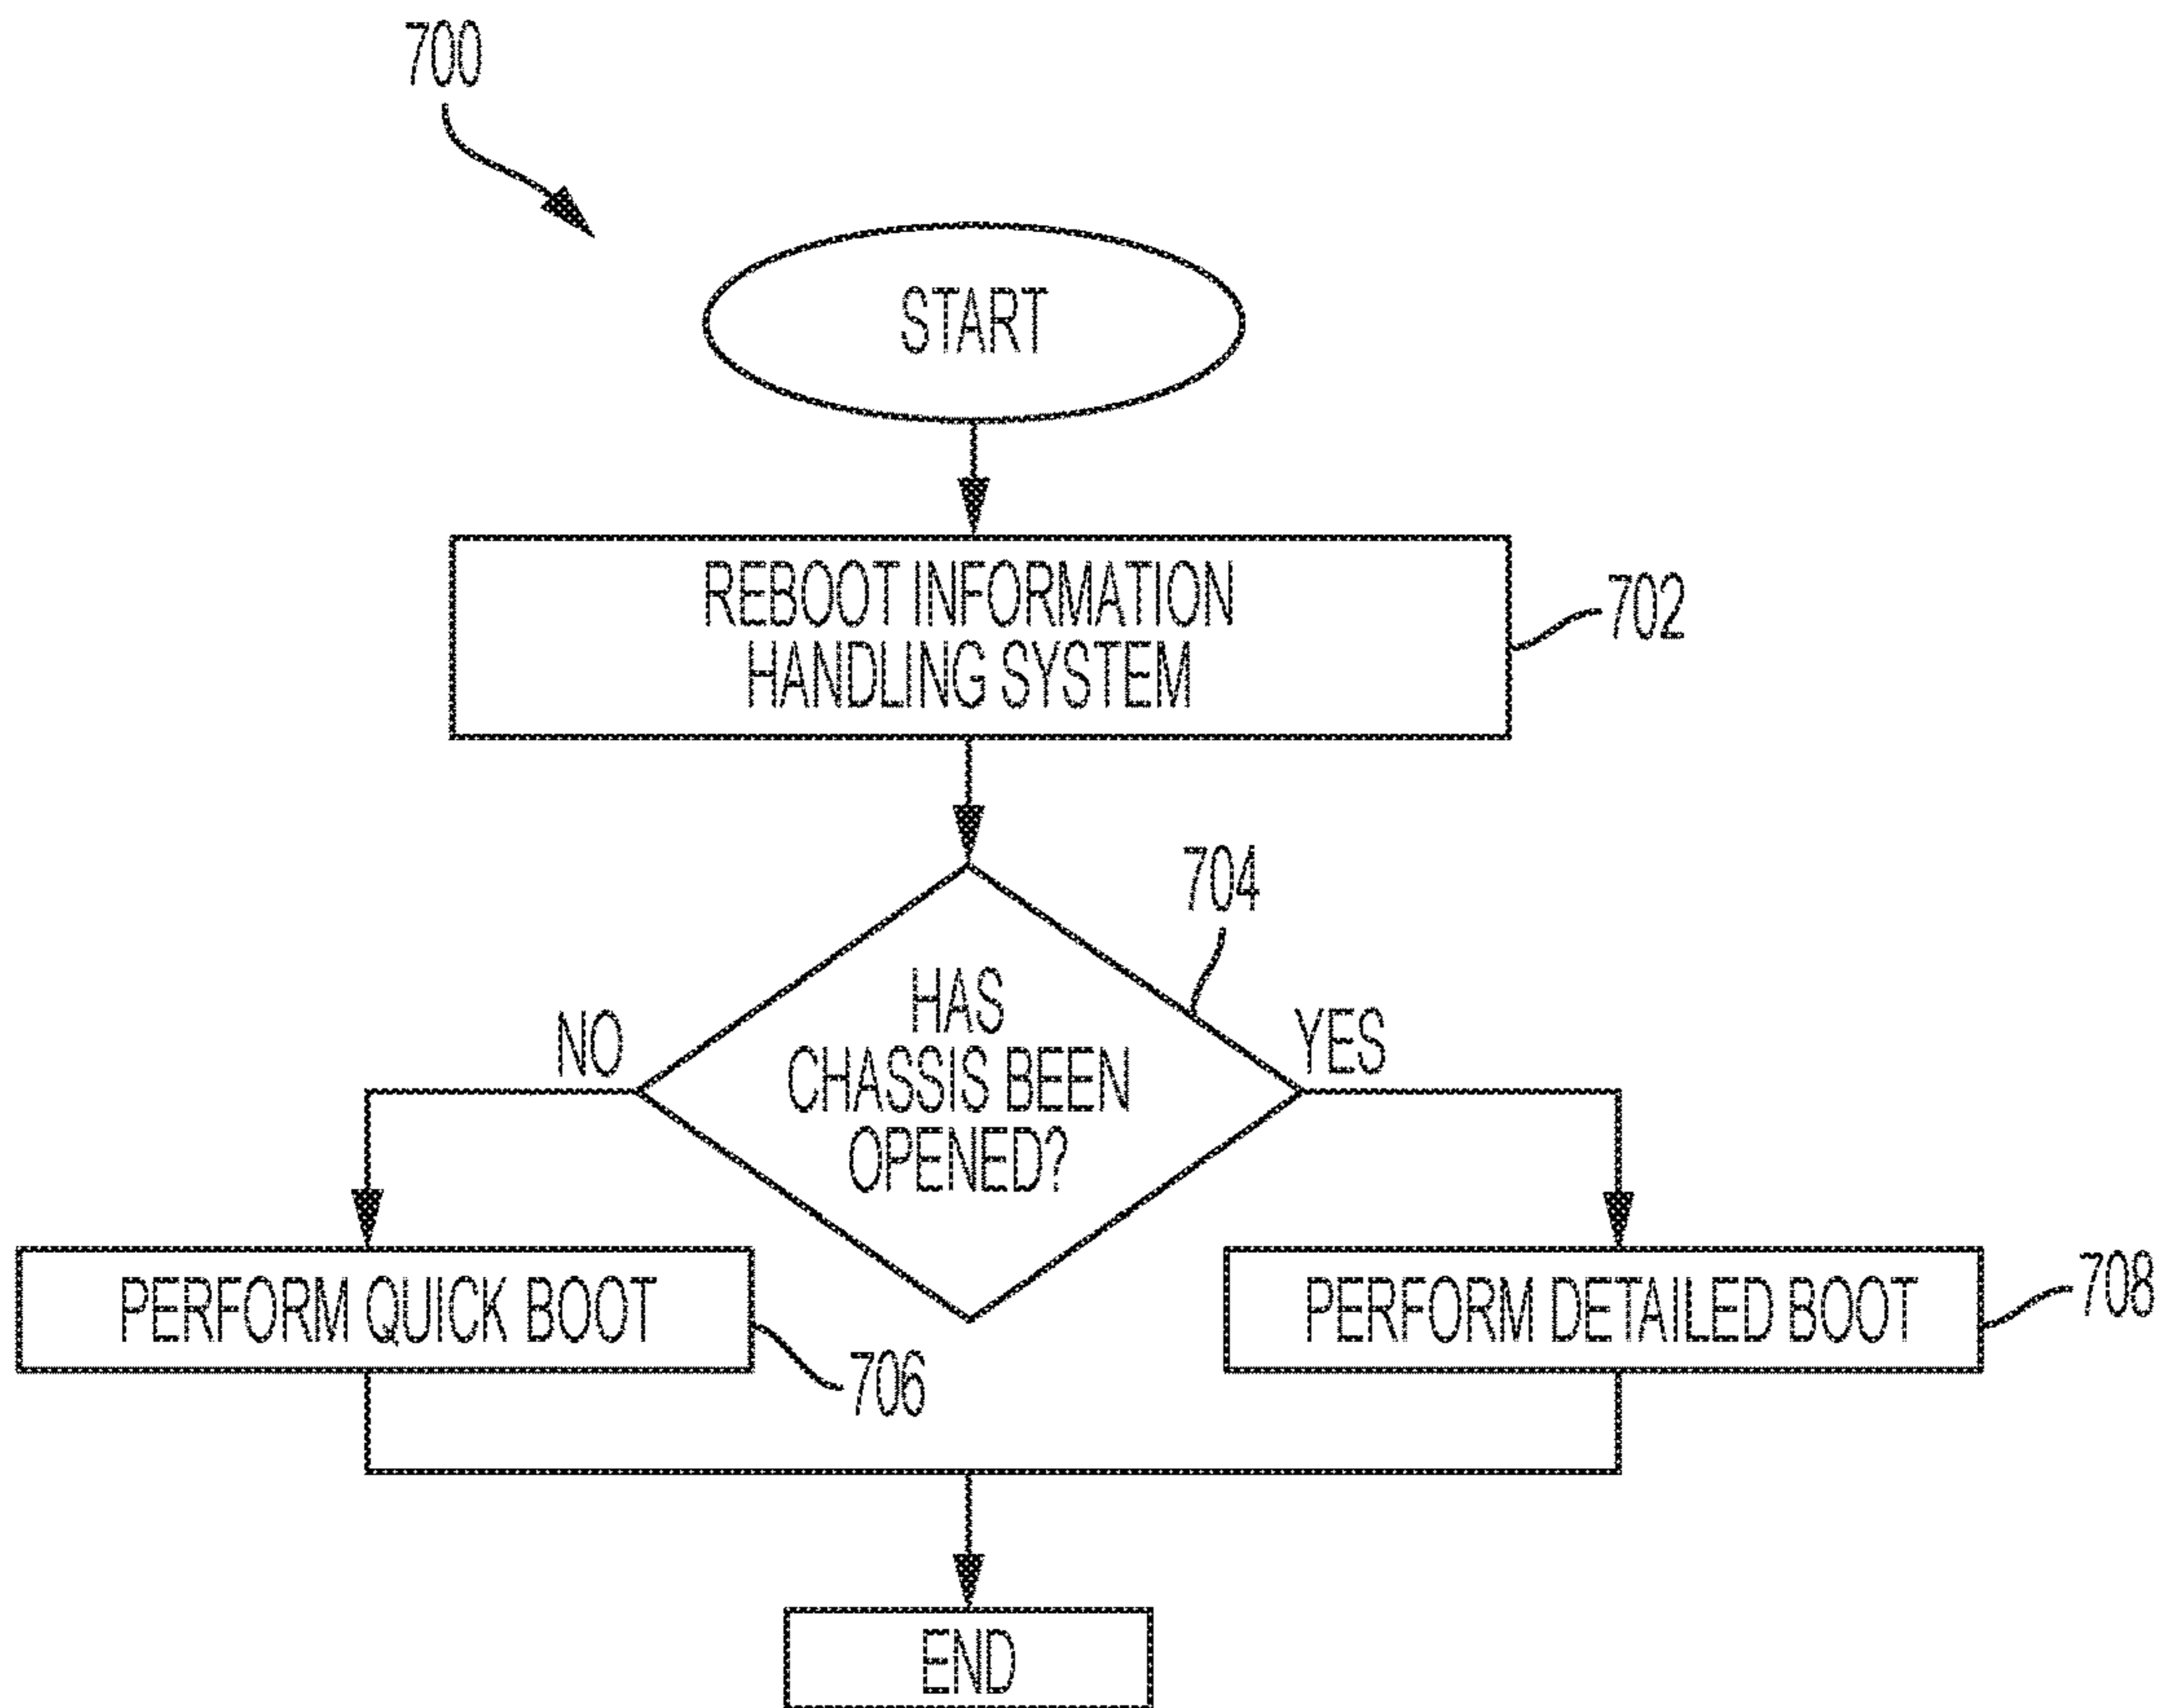 700
START
REBOOT INFORMATION
HANDLING SYSTEM
702
704
HAS
CHASSIS BEEN
OPENED?
NO
YES
PERFORM QUICK BOOT
706
PERFORM DETAILED BOOT
708
END